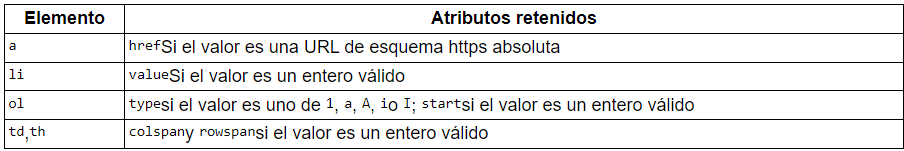 Elemento Atributos retenidos
a hrefSi el valor es una URL de esquema https absoluta
li valueSi el valor es un entero válido
ol typesi el valor es uno de 1, a, A, io I; startsi el valor es un entero válido
td,th colspany rowspansi el valor es un entero válido